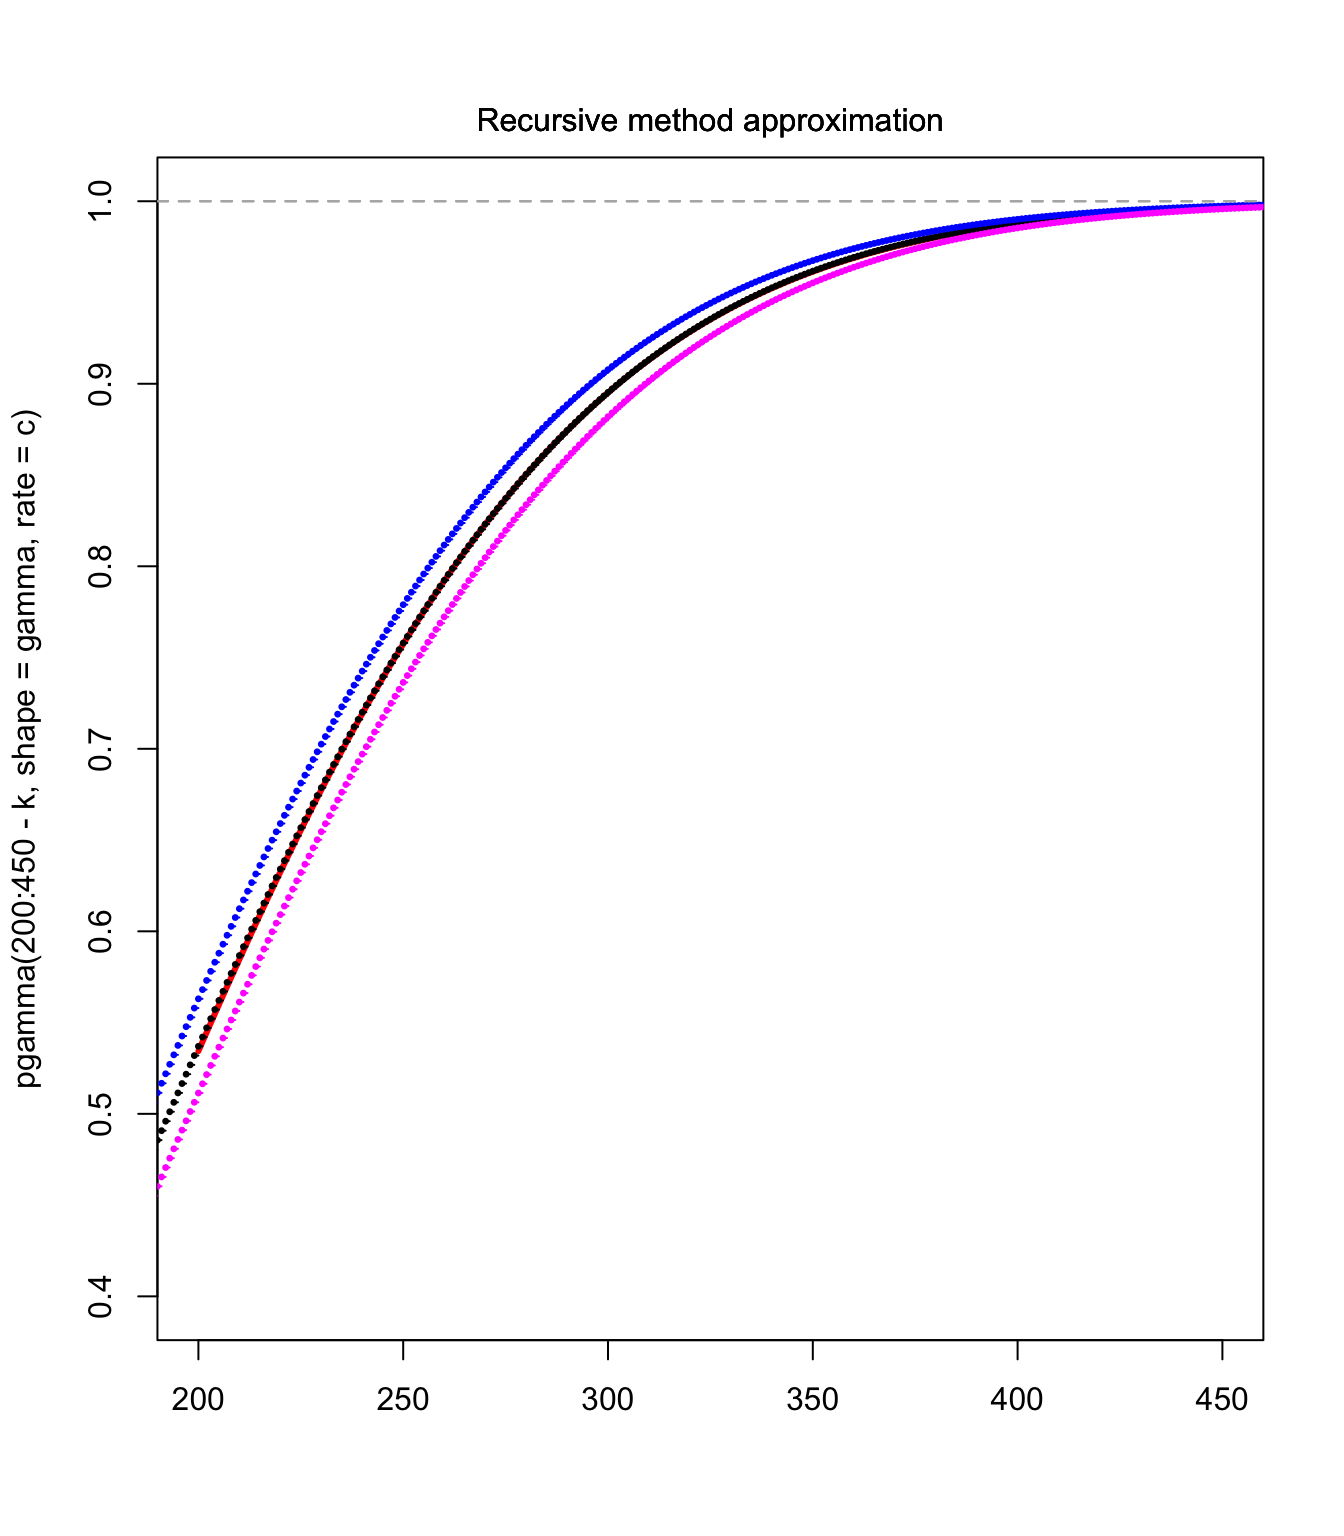 Recursive method approximation
pgamma(200:450 - k, shape = gamma, rate = c)
1.0
0.9
0.8
0.7
0.6
0.5
0.4
200 250 300 350 400 450